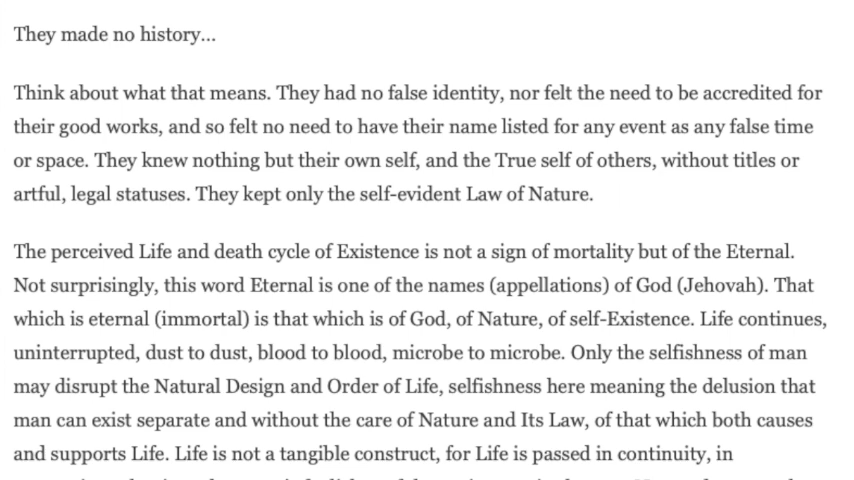 They made no history...
Think about what that means. They had no false identity, nor felt the need to be accredited for
their good works, and so felt no need to have their name listed for any event as any false time
or space. They knew nothing but their own self, and the True self of others, without titles or
artful, legal statuses. They kept only the self-evident Law of Nature.
The perceived Life and death cycle of Existence is not a sign of mortality but of the Eternal.
Not surprisingly, this word Eternal is one of the names (appellations) of God (Jehovah). That
which is eternal (immortal) is that which is of God, of Nature, of self-Existence. Life continues,
uninterrupted, dust to dust, blood to blood, microbe to microbe. Only the selfishness of man
may disrupt the Natural Design and Order of Life, selfishness here meaning the delusion that
man can exist separate and without the care of Nature and Its Law, of that which both causes
and supports Life. Life is not a tangible construct, for Life is passed in continuity, in